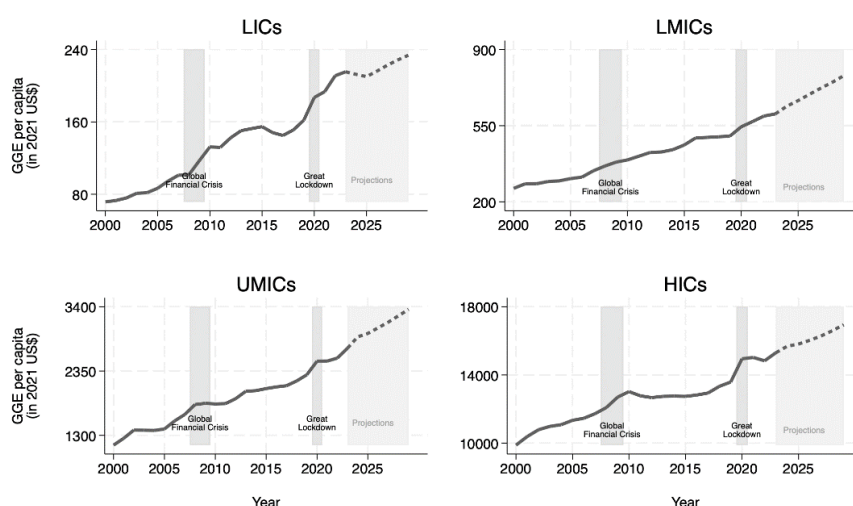 LICs
GGE per capita
(in 2021 US$)
240
160
80
Global
Financial Crisis
Great
Lockdown
Projections
2000 2005 2010 2015 2020 2025
LMICs
900
550
200
Global
Financial Crisis
Great
Lockdown
Projections
2000 2005 2010 2015 2020 2025
UMICs
GGE per capita
(in 2021 US$)
3400
2350
1300
Global
Financial Crisis
Great
Lockdown
Projections
2000 2005 2010 2015 2020 2025
Year
HICs
18000
14000
10000
Global
Financial Crisis
Great
Lockdown
Projections
2000 2005 2010 2015 2020 2025
Year